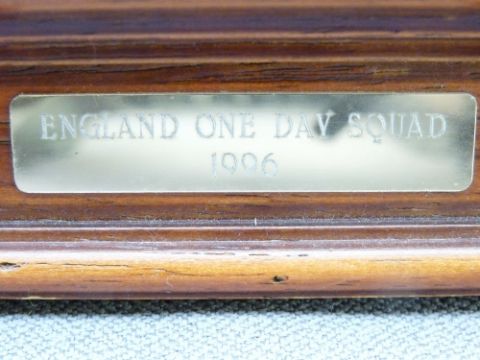 ENGLAND ONE DAY SQUAD
1996